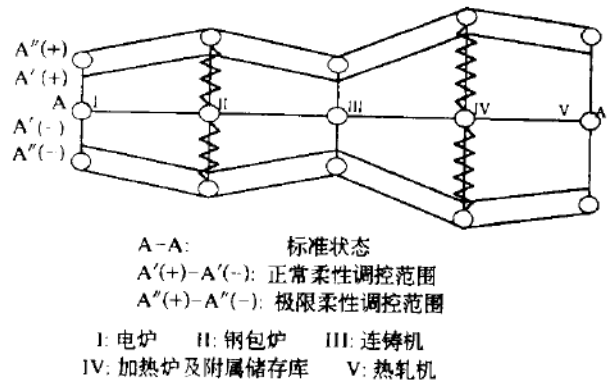 A″(+)
A′(+)
A I II III IV V A
A′(-)
A″(-)
A-A: 标准状态
A′(+)-A′(-): 正常柔性调控范围
A″(+)-A″(-): 极限柔性调控范围
I: 电炉 II: 钢包炉 III: 连铸机
IV: 加热炉及附属储存库 V: 热轧机